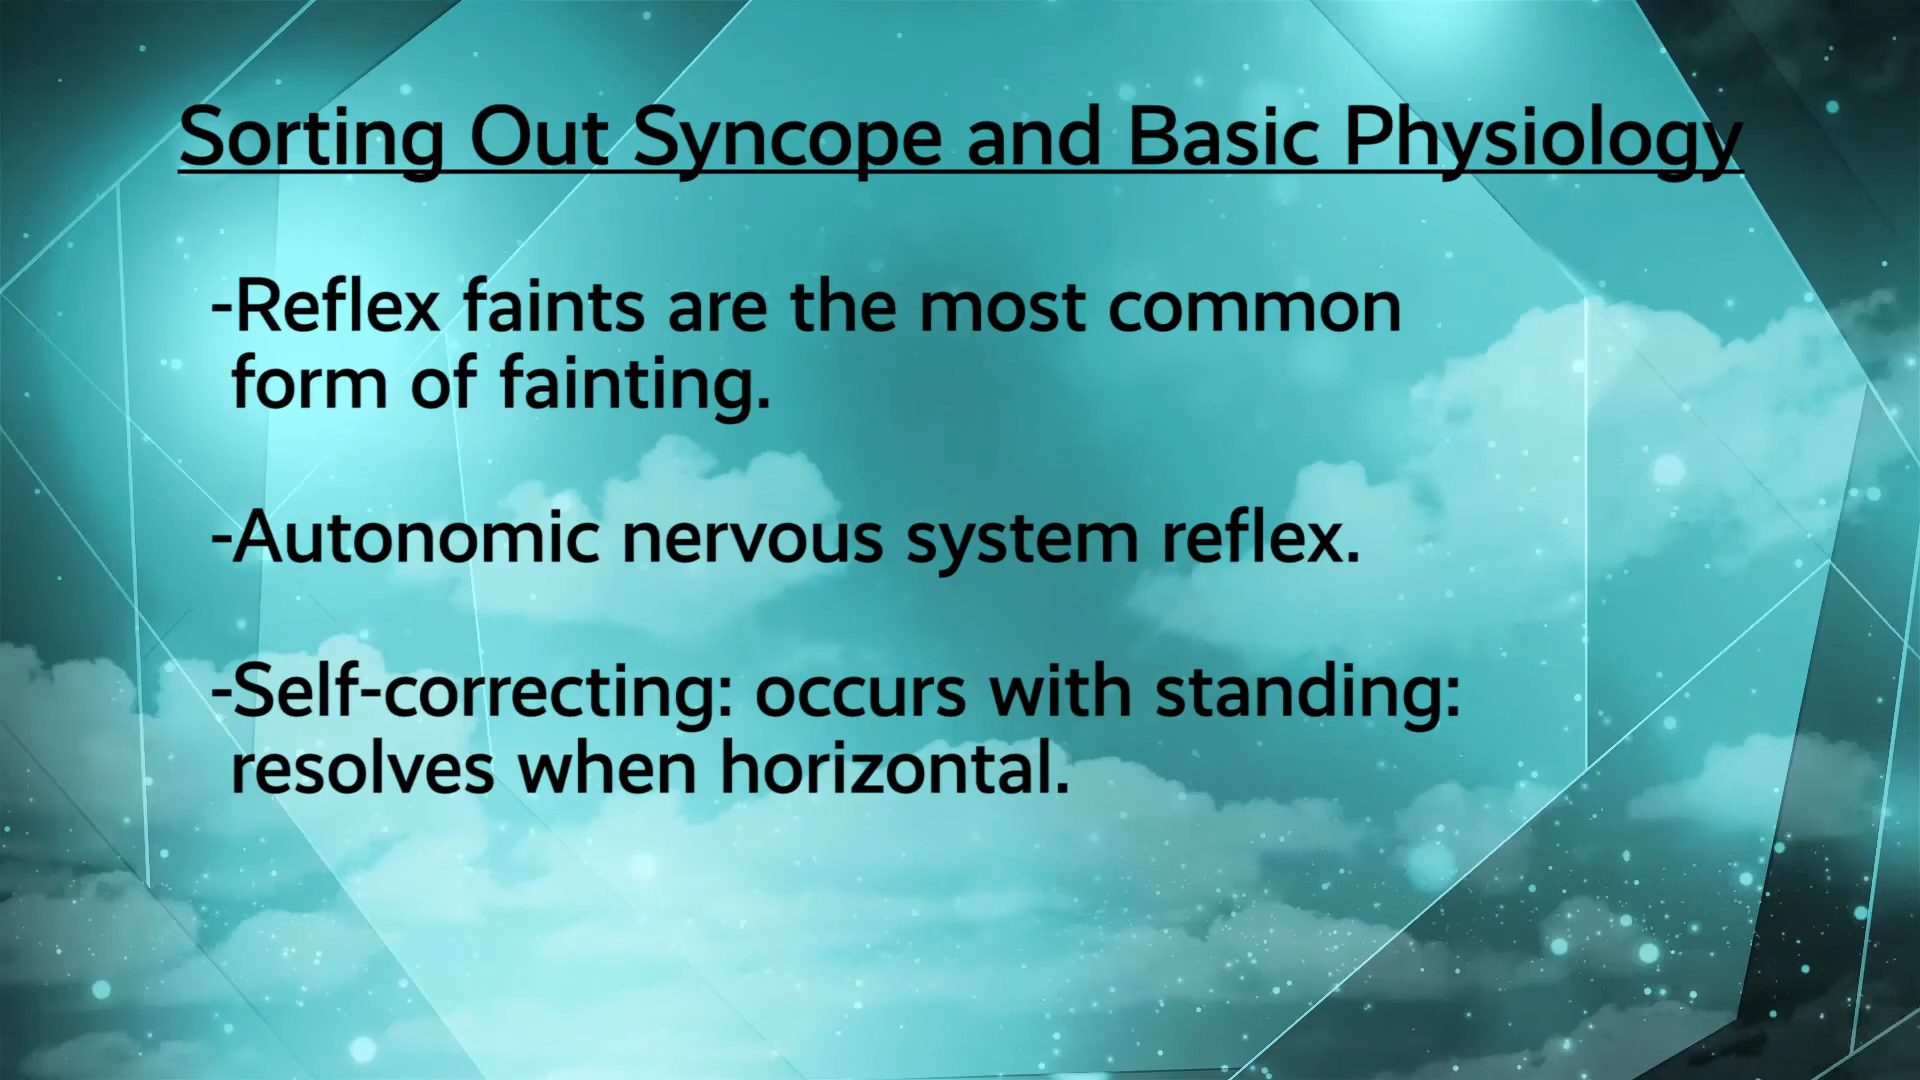 Sorting Out Syncope and Basic Physiology
-Reflex faints are the most common
form of fainting.
-Autonomic nervous system reflex.
-Self-correcting: occurs with standing:
resolves when horizontal.